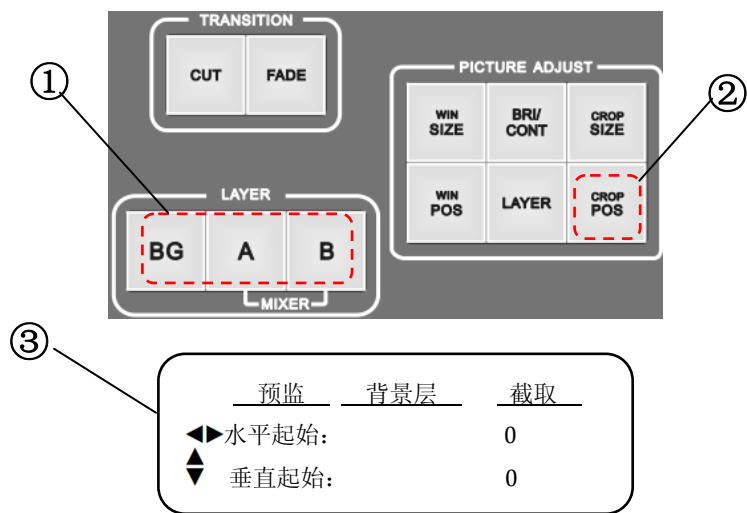 TRANSITION
CUT FADE
①
PICTURE ADJUST
②
WIN SIZE
BRI/ CONT
CROP SIZE
WIN POS
LAYER
CROP POS
LAYER
BG A B
MIXER
③
预监 背景层 截取
◀▶水平起始： 0
▲▼ 垂直起始： 0